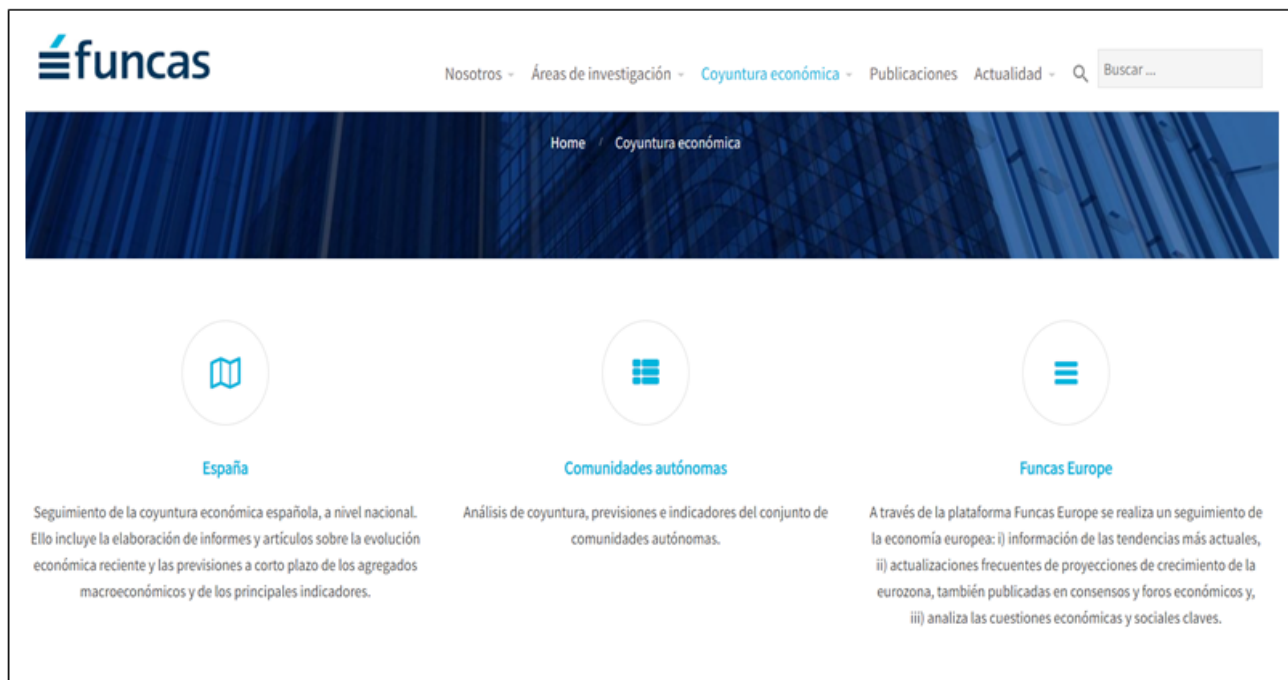 funcas
Nosotros Áreas de investigación Coyuntura económica Publicaciones Actualidad Buscar ...
Home / Coyuntura económica
España
Seguimiento de la coyuntura económica española, a nivel nacional.
Ello incluye la elaboración de informes y artículos sobre la evolución
económica reciente y las previsiones a corto plazo de los agregados
macroeconómicos y de los principales indicadores.
Comunidades autónomas
Análisis de coyuntura, previsiones e indicadores del conjunto de
comunidades autónomas.
Funcas Europe
A través de la plataforma Funcas Europe se realiza un seguimiento de
la economía europea: i) información de las tendencias más actuales,
ii) actualizaciones frecuentes de proyecciones de crecimiento de la
eurozona, también publicadas en consensos y foros económicos y,
iii) analiza las cuestiones económicas y sociales claves.